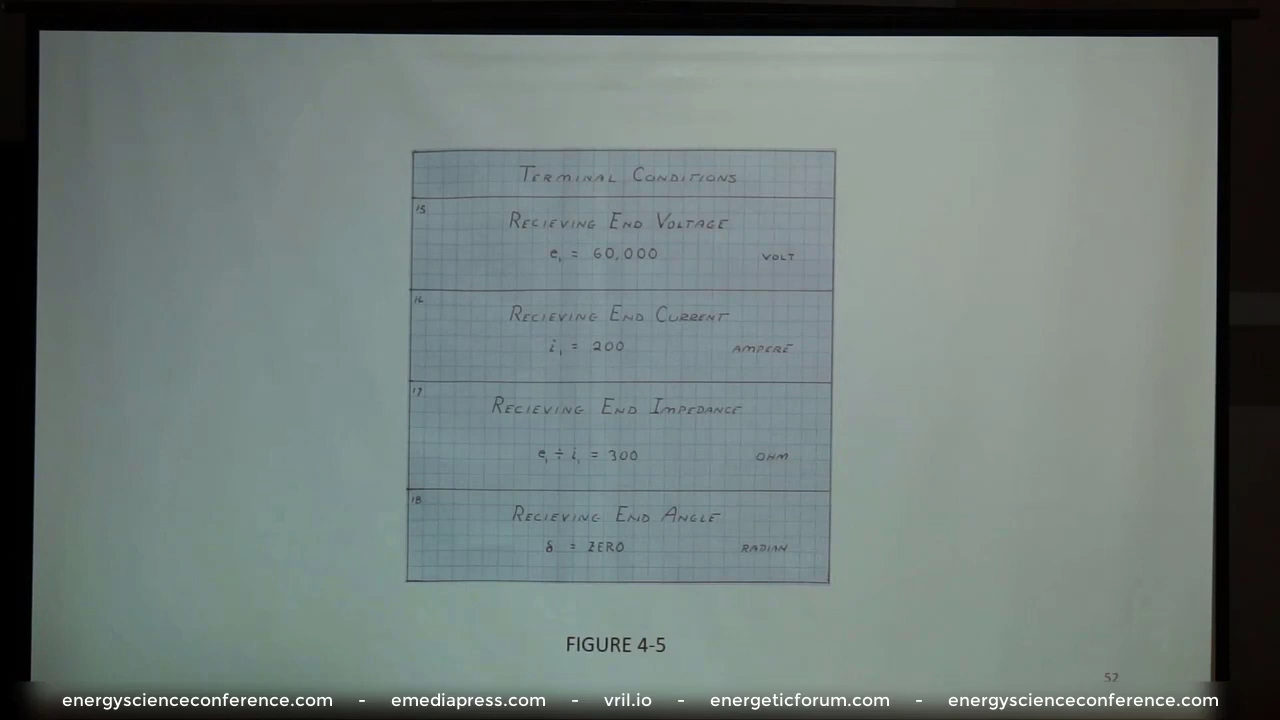 TERMINAL CONDITIONS
15
RECIEVING END VOLTAGE
e₁ = 60,000 VOLT
16
RECIEVING END CURRENT
i₁ = 200 AMPERE
17
RECIEVING END IMPEDANCE
e₁ ÷ i₁ = 300 OHM
18
RECIEVING END ANGLE
δ = ZERO RADIAN
FIGURE 4-5
52
energyscienceconference.com - emediapress.com - vril.io - energeticforum.com - energyscienceconference.com